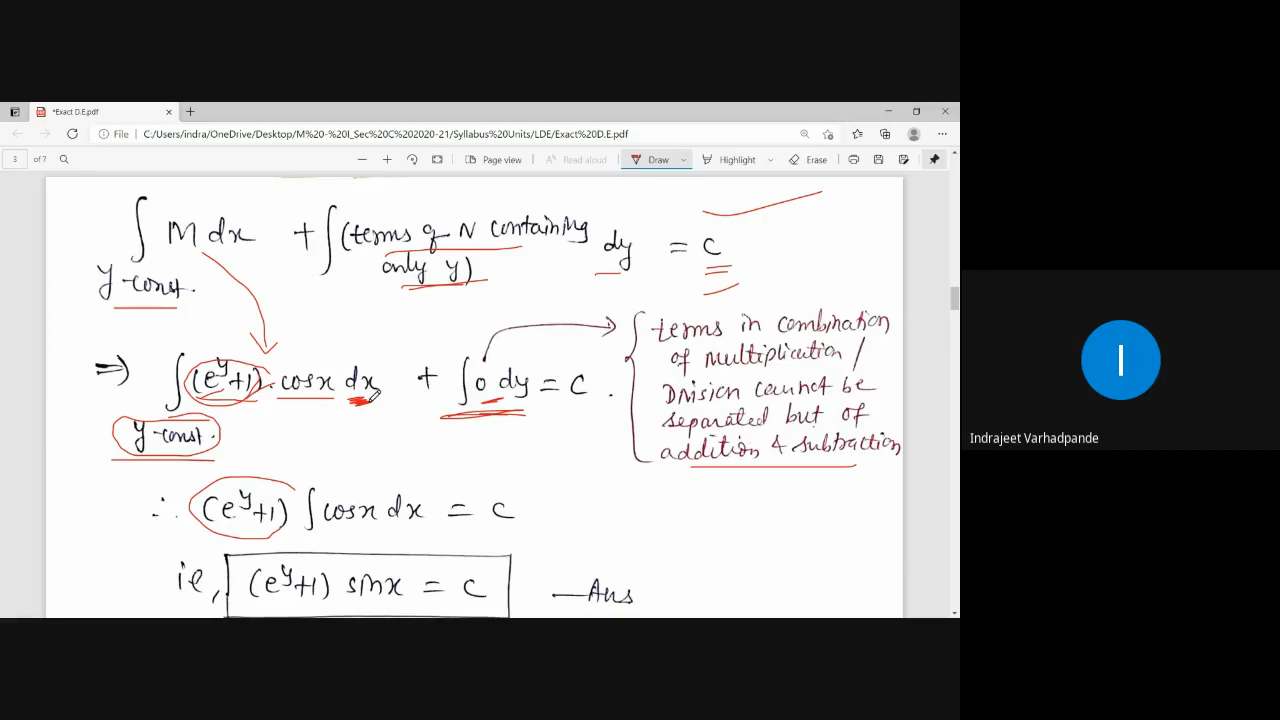 *Exact D.E.pdf
File C:/Users/indra/OneDrive/Desktop/M%20-%20I_Sec%20C%202020-21/Syllabus%20Units/LDE/Exact%20D.E.pdf
3 of 7 Page view Read aloud Draw Highlight Erase
∫ M dx + ∫ (terms of N containing only y) dy = c
y-const.
⇒ ∫ (e^y+1). cosx dx + ∫ 0 dy = c .
y-const.
terms in combination
of multiplication /
Division cannot be
separated but of
addition & subtraction
∴ (e^y+1) ∫ cosx dx = c
ie, (e^y+1) sinx = c —Ans
I
Indrajeet Varhadpande